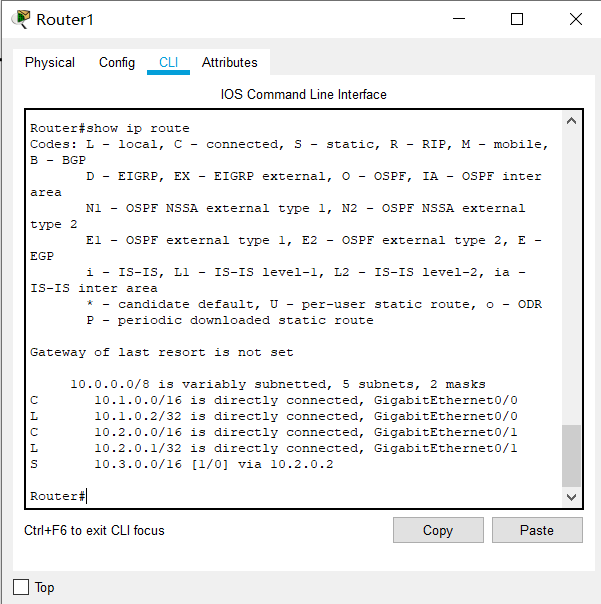 Router1
Physical Config CLI Attributes
IOS Command Line Interface
Router#show ip route
Codes: L - local, C - connected, S - static, R - RIP, M - mobile,
B - BGP
D - EIGRP, EX - EIGRP external, O - OSPF, IA - OSPF inter
area
N1 - OSPF NSSA external type 1, N2 - OSPF NSSA external
type 2
E1 - OSPF external type 1, E2 - OSPF external type 2, E -
EGP
i - IS-IS, L1 - IS-IS level-1, L2 - IS-IS level-2, ia -
IS-IS inter area
* - candidate default, U - per-user static route, o - ODR
P - periodic downloaded static route
Gateway of last resort is not set
10.0.0.0/8 is variably subnetted, 5 subnets, 2 masks
C 10.1.0.0/16 is directly connected, GigabitEthernet0/0
L 10.1.0.2/32 is directly connected, GigabitEthernet0/0
C 10.2.0.0/16 is directly connected, GigabitEthernet0/1
L 10.2.0.1/32 is directly connected, GigabitEthernet0/1
S 10.3.0.0/16 [1/0] via 10.2.0.2
Router#
Ctrl+F6 to exit CLI focus Copy Paste
Top